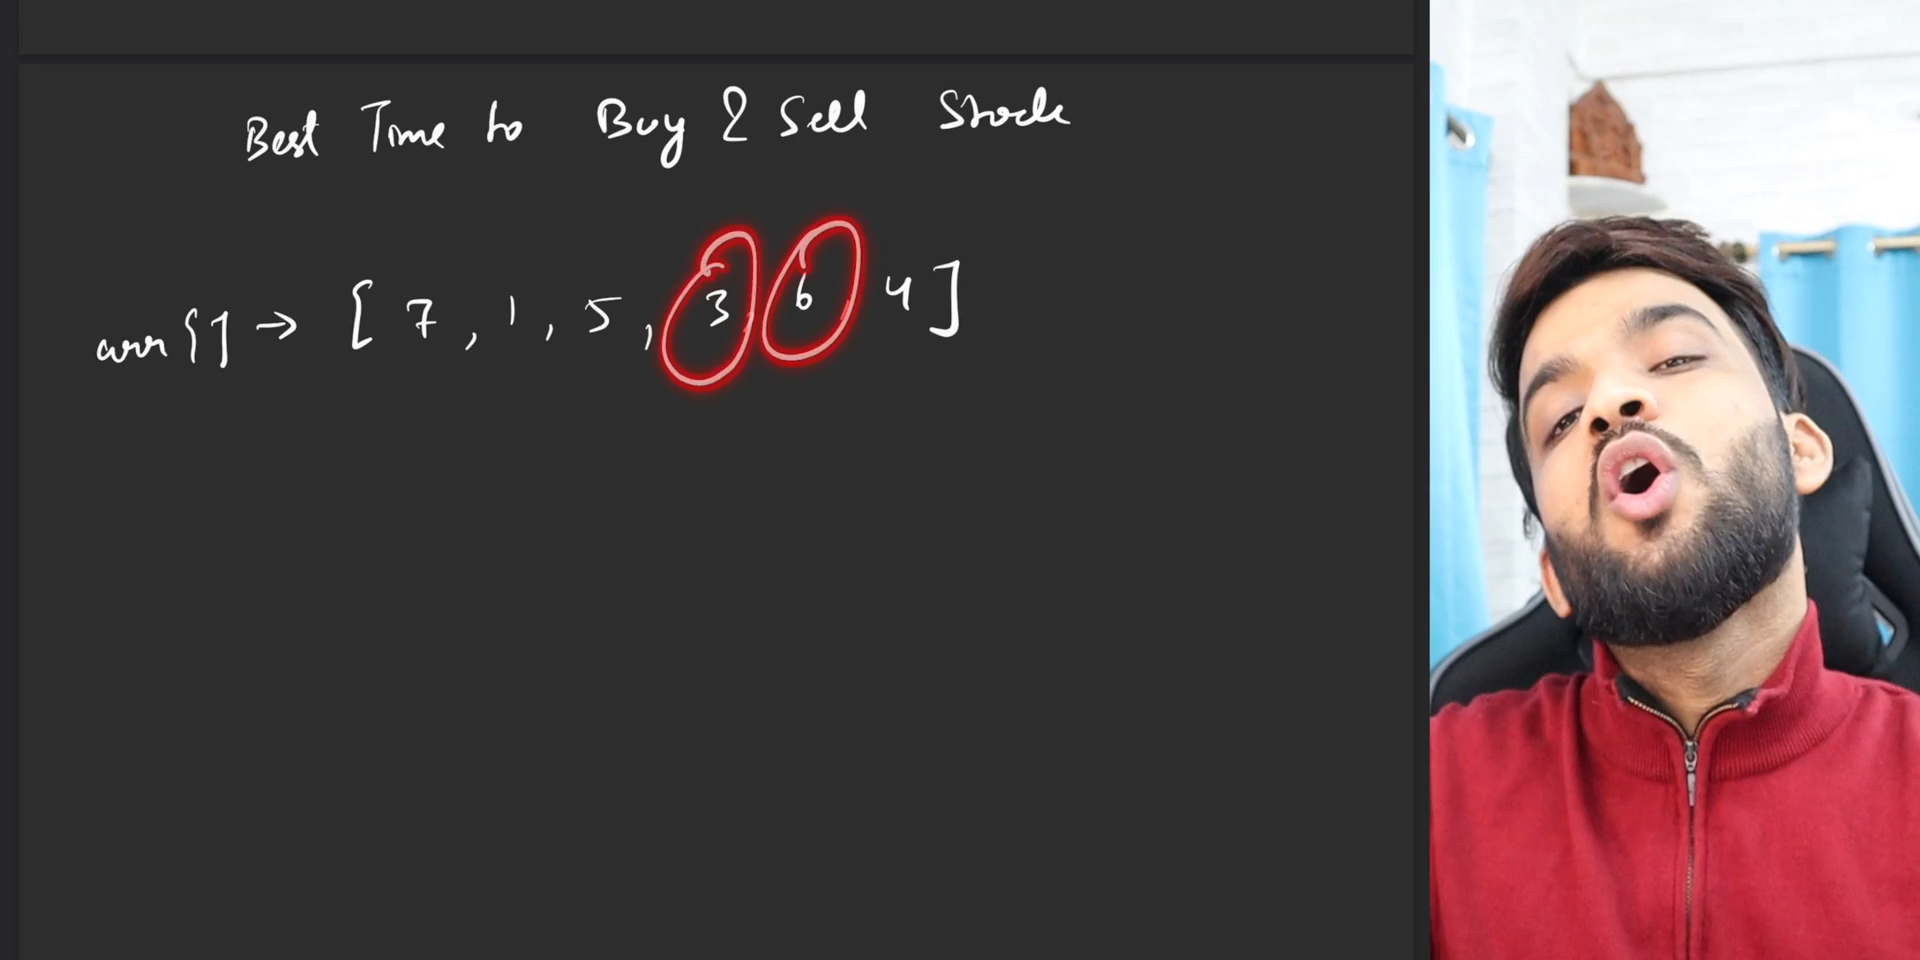 Best Time to Buy & Sell Stock
arr[] → [ 7 , 1 , 5 , 3 6 4 ]